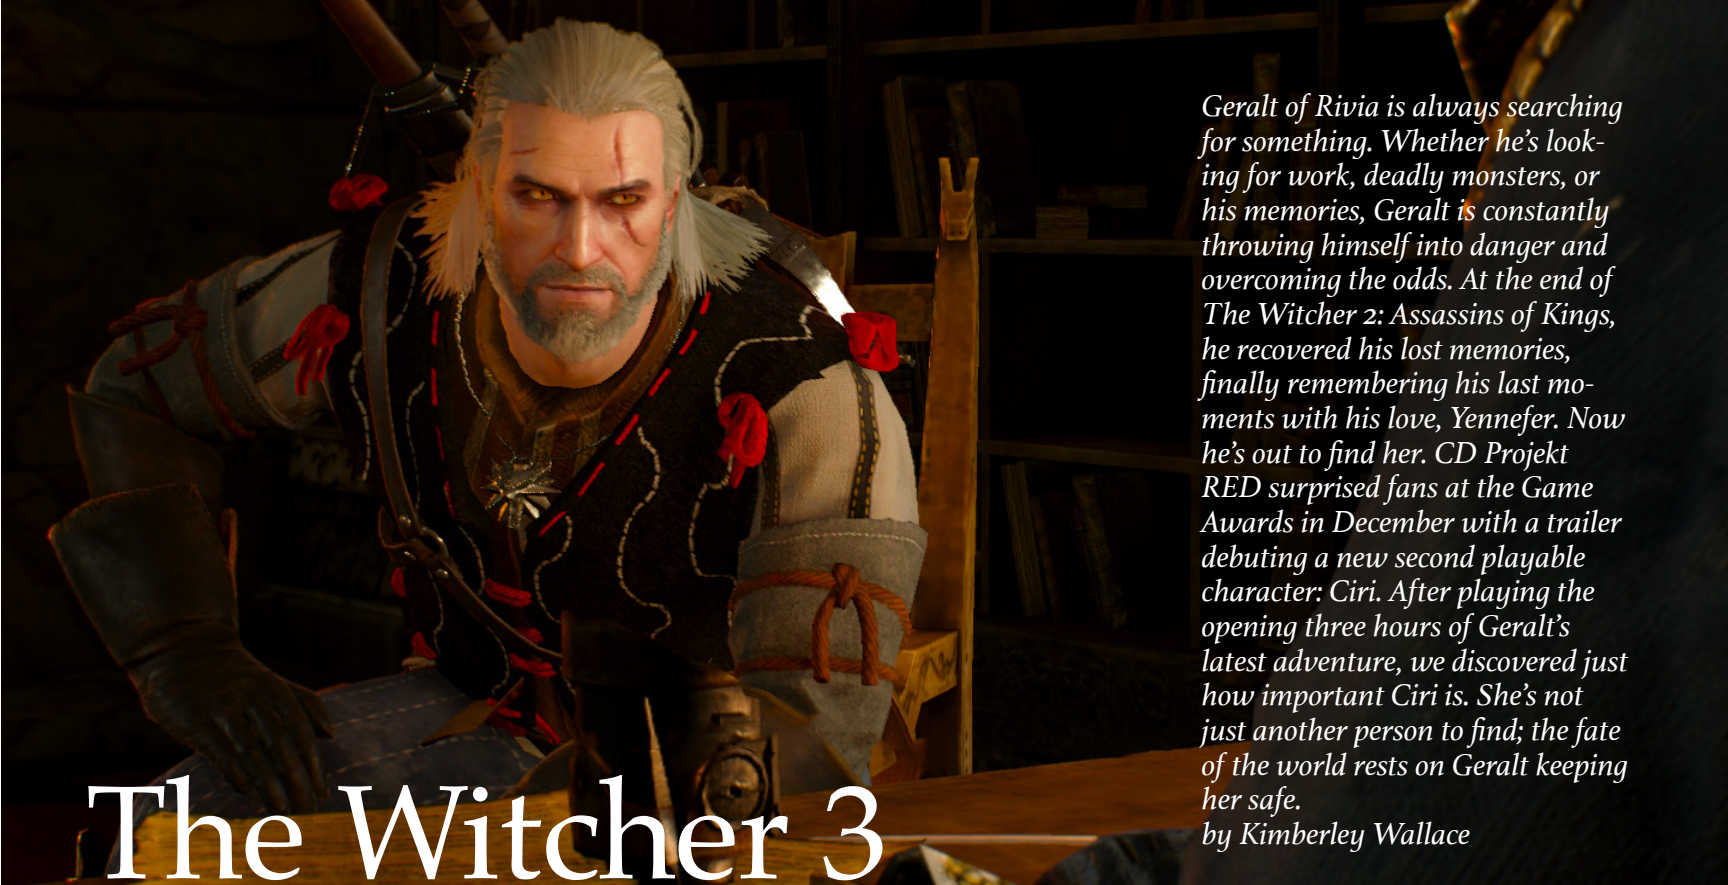 Geralt of Rivia is always searching
for something. Whether he's look-
ing for work, deadly monsters, or
his memories, Geralt is constantly
throwing himself into danger and
overcoming the odds. At the end of
The Witcher 2: Assassins of Kings,
he recovered his lost memories,
finally remembering his last mo-
ments with his love, Yennefer. Now
he's out to find her. CD Projekt
RED surprised fans at the Game
Awards in December with a trailer
debuting a new second playable
character: Ciri. After playing the
opening three hours of Geralt's
latest adventure, we discovered just
how important Ciri is. She's not
just another person to find; the fate
of the world rests on Geralt keeping
her safe.
by Kimberley Wallace
The Witcher 3